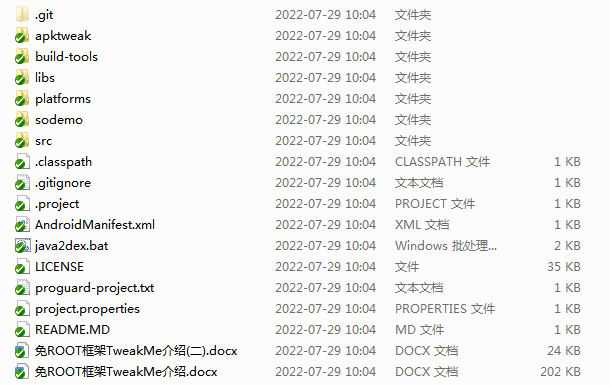 .git 2022-07-29 10:04 文件夹
apktweak 2022-07-29 10:04 文件夹
build-tools 2022-07-29 10:04 文件夹
libs 2022-07-29 10:04 文件夹
platforms 2022-07-29 10:04 文件夹
sodemo 2022-07-29 10:04 文件夹
src 2022-07-29 10:04 文件夹
.classpath 2022-07-29 10:04 CLASSPATH 文件 1 KB
.gitignore 2022-07-29 10:04 文本文档 1 KB
.project 2022-07-29 10:04 PROJECT 文件 1 KB
AndroidManifest.xml 2022-07-29 10:04 XML 文档 1 KB
java2dex.bat 2022-07-29 10:04 Windows 批处理... 2 KB
LICENSE 2022-07-29 10:04 文件 35 KB
proguard-project.txt 2022-07-29 10:04 文本文档 1 KB
project.properties 2022-07-29 10:04 PROPERTIES 文件 1 KB
README.MD 2022-07-29 10:04 MD 文件 1 KB
免ROOT框架TweakMe介绍(二).docx 2022-07-29 10:04 DOCX 文档 24 KB
免ROOT框架TweakMe介绍.docx 2022-07-29 10:04 DOCX 文档 202 KB